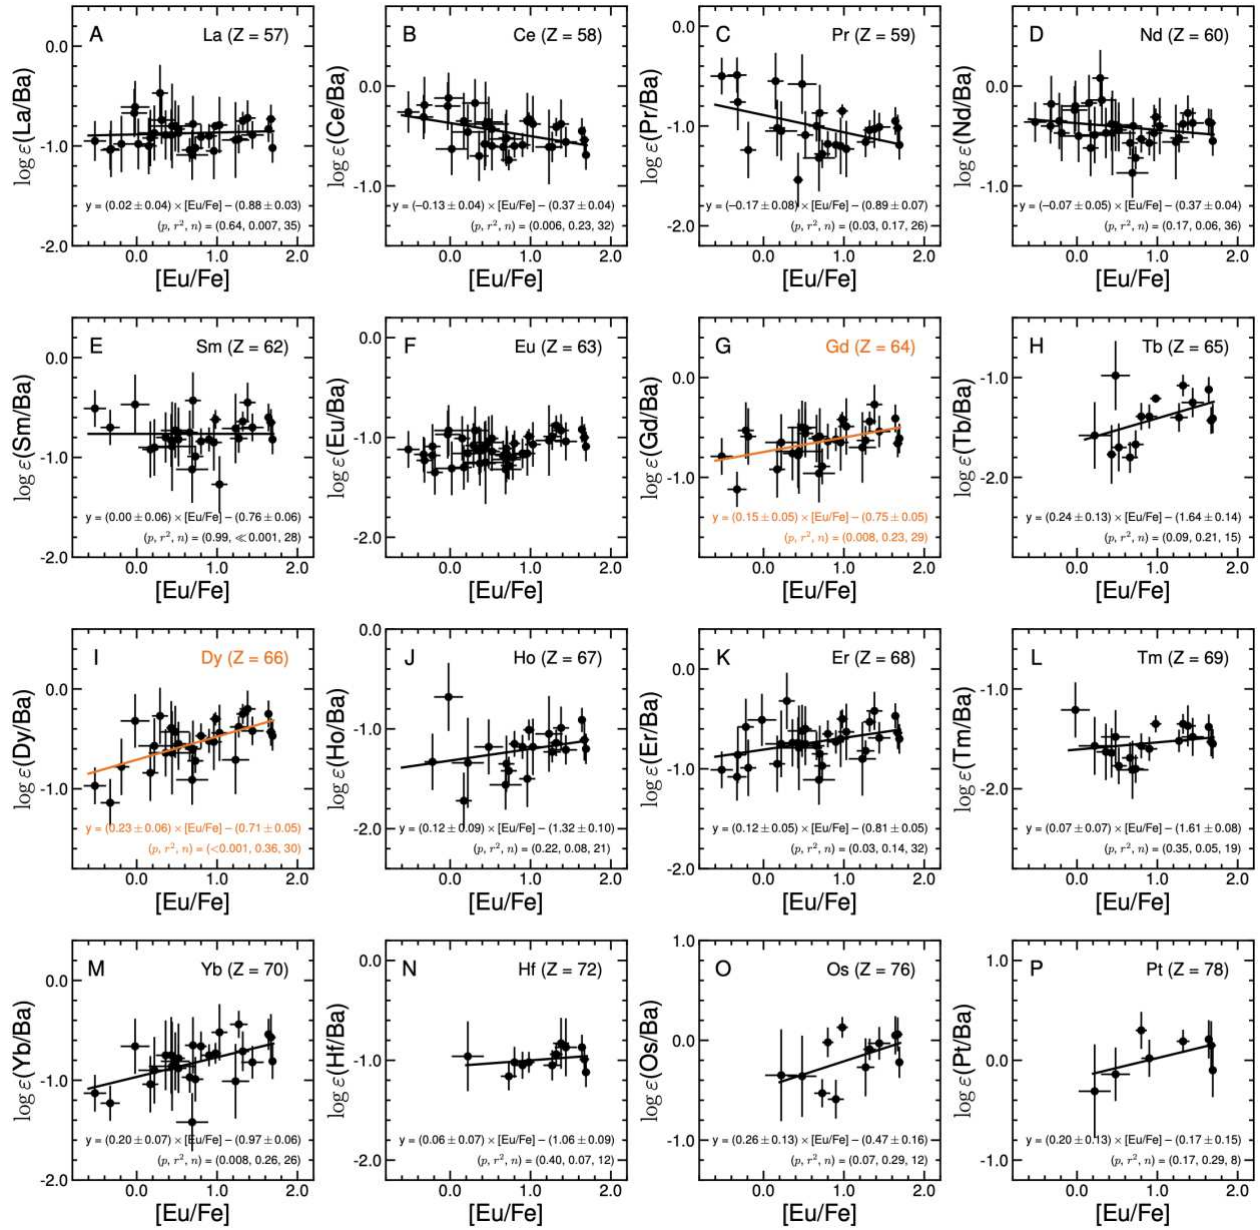 A La (Z = 57)
0.0
-1.0
-2.0
log ε(La/Ba)
y = (0.02 ± 0.04) × [Eu/Fe] − (0.88 ± 0.03)
(p, r², n) = (0.64, 0.007, 35)
0.0 1.0 2.0
[Eu/Fe]
B Ce (Z = 58)
0.0
-1.0
log ε(Ce/Ba)
y = (−0.13 ± 0.04) × [Eu/Fe] − (0.37 ± 0.04)
(p, r², n) = (0.006, 0.23, 32)
0.0 1.0 2.0
[Eu/Fe]
C Pr (Z = 59)
0.0
-1.0
-2.0
log ε(Pr/Ba)
y = (−0.17 ± 0.08) × [Eu/Fe] − (0.89 ± 0.07)
(p, r², n) = (0.03, 0.17, 26)
0.0 1.0 2.0
[Eu/Fe]
D Nd (Z = 60)
0.0
-1.0
log ε(Nd/Ba)
y = (−0.07 ± 0.05) × [Eu/Fe] − (0.37 ± 0.04)
(p, r², n) = (0.17, 0.06, 36)
0.0 1.0 2.0
[Eu/Fe]
E Sm (Z = 62)
0.0
-1.0
-2.0
log ε(Sm/Ba)
y = (0.00 ± 0.06) × [Eu/Fe] − (0.76 ± 0.06)
(p, r², n) = (0.99, ≪0.001, 28)
0.0 1.0 2.0
[Eu/Fe]
F Eu (Z = 63)
0.0
-1.0
-2.0
log ε(Eu/Ba)
0.0 1.0 2.0
[Eu/Fe]
G Gd (Z = 64)
0.0
-1.0
log ε(Gd/Ba)
y = (0.15 ± 0.05) × [Eu/Fe] − (0.75 ± 0.05)
(p, r², n) = (0.008, 0.23, 29)
0.0 1.0 2.0
[Eu/Fe]
H Tb (Z = 65)
-1.0
-2.0
log ε(Tb/Ba)
y = (0.24 ± 0.13) × [Eu/Fe] − (1.64 ± 0.14)
(p, r², n) = (0.09, 0.21, 15)
0.0 1.0 2.0
[Eu/Fe]
I Dy (Z = 66)
0.0
-1.0
log ε(Dy/Ba)
y = (0.23 ± 0.06) × [Eu/Fe] − (0.71 ± 0.05)
(p, r², n) = (<0.001, 0.36, 30)
0.0 1.0 2.0
[Eu/Fe]
J Ho (Z = 67)
0.0
-1.0
-2.0
log ε(Ho/Ba)
y = (0.12 ± 0.09) × [Eu/Fe] − (1.32 ± 0.10)
(p, r², n) = (0.22, 0.08, 21)
0.0 1.0 2.0
[Eu/Fe]
K Er (Z = 68)
0.0
-1.0
-2.0
log ε(Er/Ba)
y = (0.12 ± 0.05) × [Eu/Fe] − (0.81 ± 0.05)
(p, r², n) = (0.03, 0.14, 32)
0.0 1.0 2.0
[Eu/Fe]
L Tm (Z = 69)
-1.0
-2.0
log ε(Tm/Ba)
y = (0.07 ± 0.07) × [Eu/Fe] − (1.61 ± 0.08)
(p, r², n) = (0.35, 0.05, 19)
0.0 1.0 2.0
[Eu/Fe]
M Yb (Z = 70)
0.0
-1.0
-2.0
log ε(Yb/Ba)
y = (0.20 ± 0.07) × [Eu/Fe] − (0.97 ± 0.06)
(p, r², n) = (0.008, 0.26, 26)
0.0 1.0 2.0
[Eu/Fe]
N Hf (Z = 72)
0.0
-1.0
-2.0
log ε(Hf/Ba)
y = (0.06 ± 0.07) × [Eu/Fe] − (1.06 ± 0.09)
(p, r², n) = (0.40, 0.07, 12)
0.0 1.0 2.0
[Eu/Fe]
O Os (Z = 76)
1.0
0.0
-1.0
log ε(Os/Ba)
y = (0.26 ± 0.13) × [Eu/Fe] − (0.47 ± 0.16)
(p, r², n) = (0.07, 0.29, 12)
0.0 1.0 2.0
[Eu/Fe]
P Pt (Z = 78)
1.0
0.0
-1.0
log ε(Pt/Ba)
y = (0.20 ± 0.13) × [Eu/Fe] − (0.17 ± 0.15)
(p, r², n) = (0.17, 0.29, 8)
0.0 1.0 2.0
[Eu/Fe]